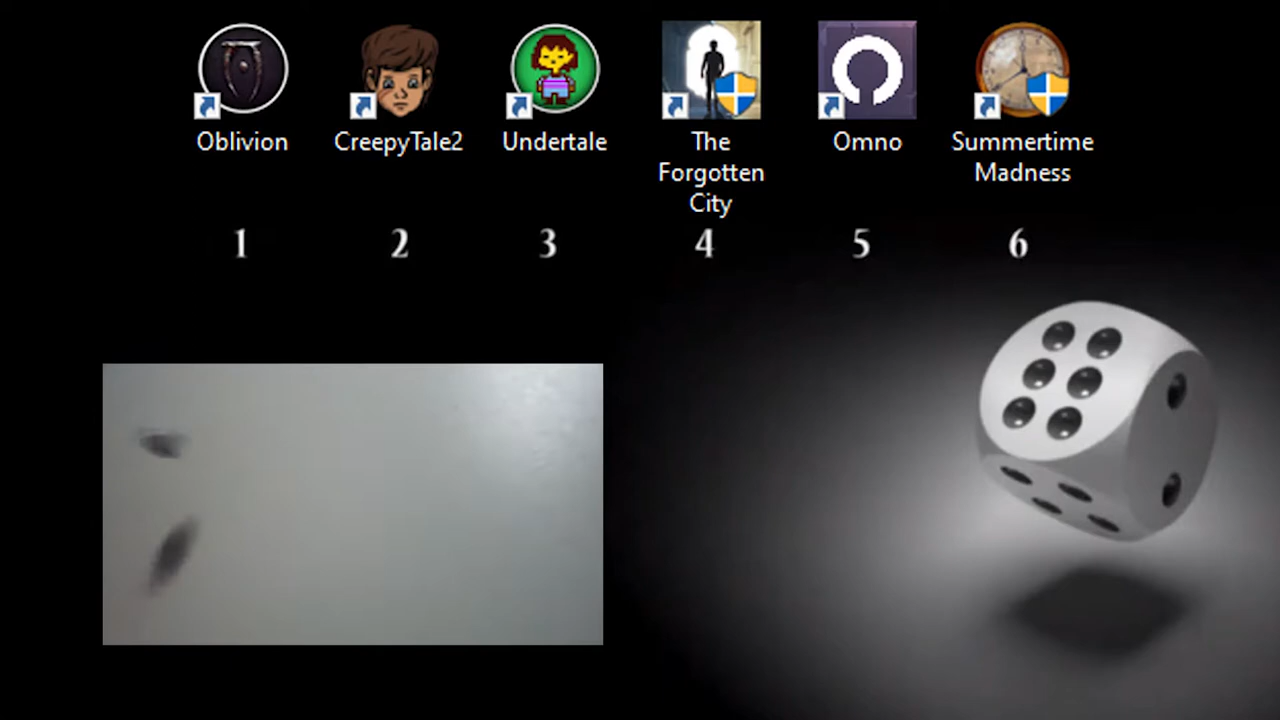 Oblivion
CreepyTale2
Undertale
The
Forgotten
City
Omno
Summertime
Madness
1 2 3 4 5 6